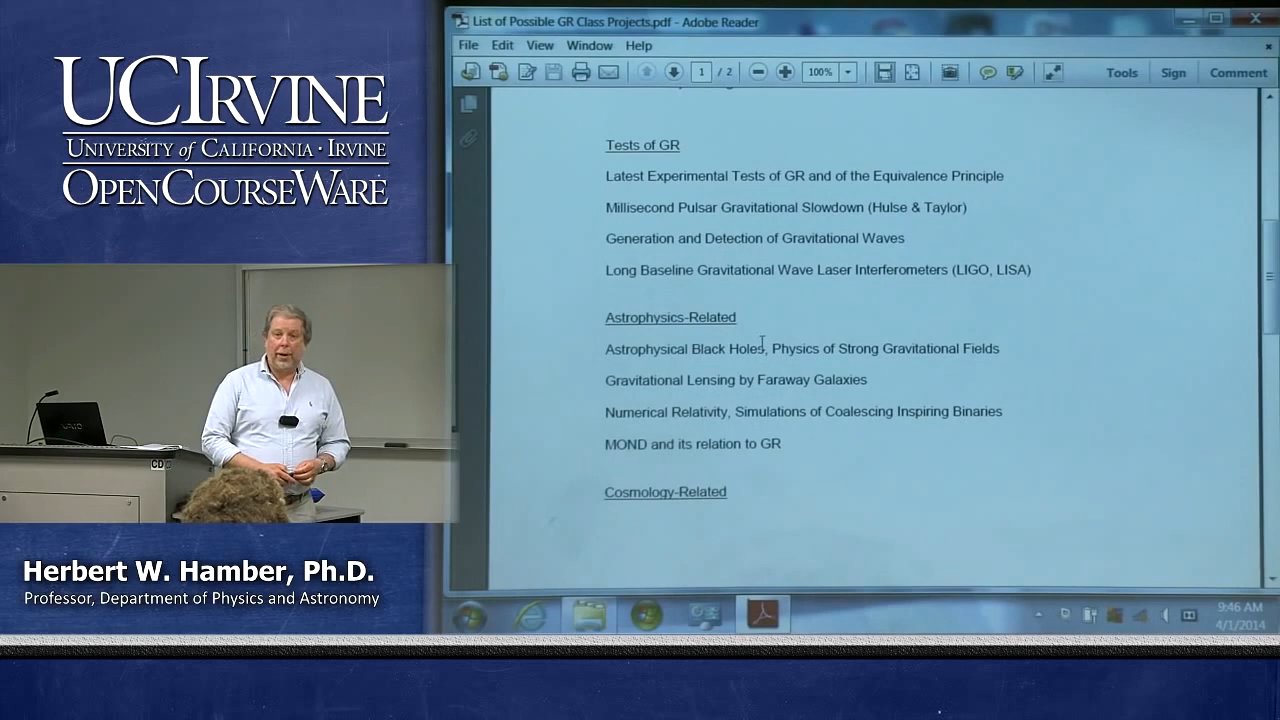 UCIRVINE
UNIVERSITY of CALIFORNIA · IRVINE
OPENCOURSEWARE
List of Possible GR Class Projects.pdf - Adobe Reader
File Edit View Window Help
1 / 2 100% Tools Sign Comment
Tests of GR
Latest Experimental Tests of GR and of the Equivalence Principle
Millisecond Pulsar Gravitational Slowdown (Hulse & Taylor)
Generation and Detection of Gravitational Waves
Long Baseline Gravitational Wave Laser Interferometers (LIGO, LISA)
Astrophysics-Related
Astrophysical Black Holes, Physics of Strong Gravitational Fields
Gravitational Lensing by Faraway Galaxies
Numerical Relativity, Simulations of Coalescing Inspiring Binaries
MOND and its relation to GR
Cosmology-Related
VAIO
Herbert W. Hamber, Ph.D.
Professor, Department of Physics and Astronomy
9:46 AM
4/1/2014